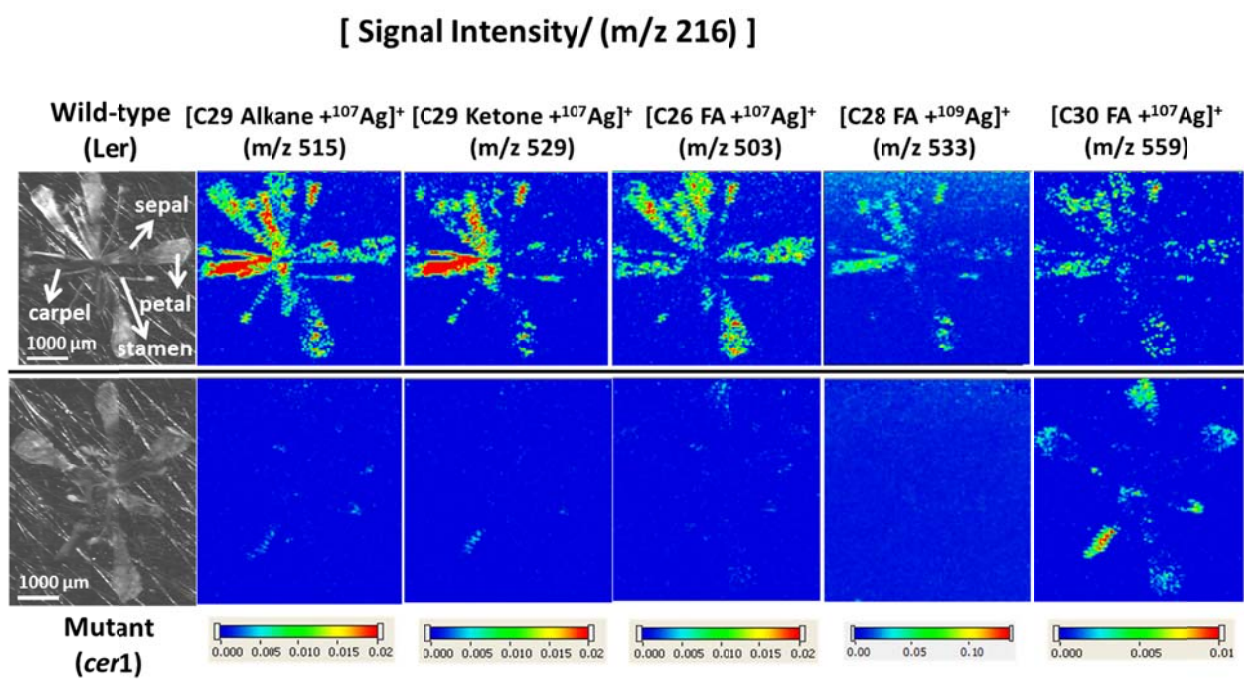 [ Signal Intensity/ (m/z 216) ]
Wild-type [C29 Alkane +¹⁰⁷Ag]⁺ [C29 Ketone +¹⁰⁷Ag]⁺ [C26 FA +¹⁰⁷Ag]⁺ [C28 FA +¹⁰⁹Ag]⁺ [C30 FA +¹⁰⁷Ag]⁺
(Ler) (m/z 515) (m/z 529) (m/z 503) (m/z 533) (m/z 559)
sepal
carpel petal
1000 µm stamen
1000 µm
Mutant
(cer1)
0.000 0.005 0.010 0.015 0.02
0.000 0.005 0.010 0.015 0.02
0.000 0.005 0.010 0.015 0.02
0.00 0.05 0.10
0.000 0.005 0.01